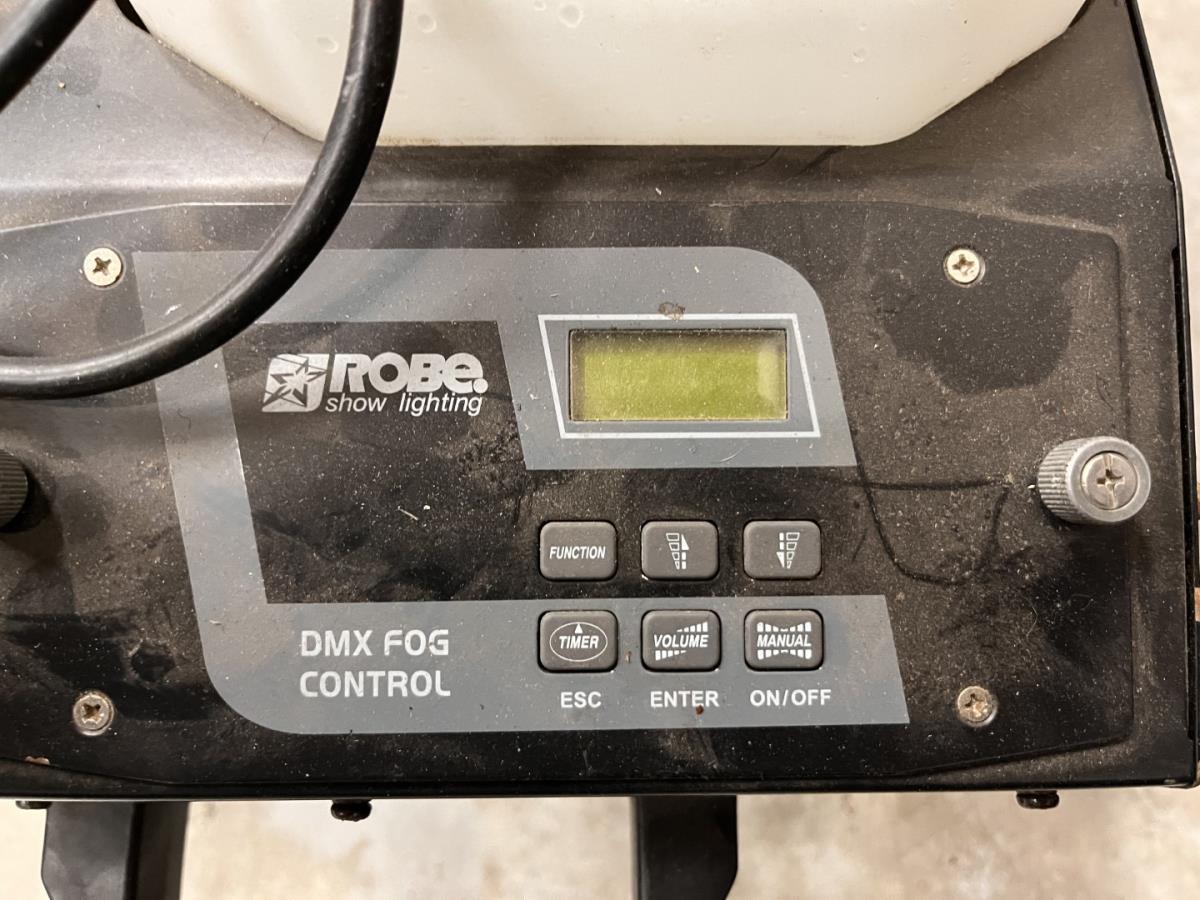 ROBe.
show lighting
FUNCTION
DMX FOG
CONTROL
TIMER
VOLUME
MANUAL
ESC
ENTER
ON/OFF